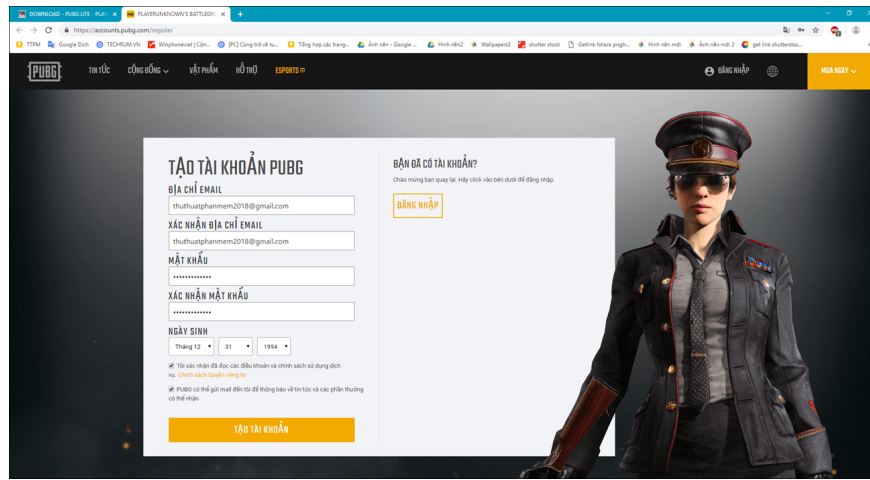 DOWNLOAD - PUBG LITE - PLAY
PLAYERUNKNOWN'S BATTLEGRO
https://accounts.pubg.com/register
TTPM
Google Dich
TECHRUM.VN
Winphoneviet | Côn...
[PC] Cùng trở về tu...
Tổng hợp các trang...
Ảnh nền - Google ...
Hình nền2
Wallpapers3
shutter stock
Getlink fshare pngtr...
Hình nền mới
Ảnh nền mới 2
get link shutterstoc...
PUBG
TIN TỨC
CỘNG ĐỒNG
VẬT PHẨM
HỖ TRỢ
ESPORTS
ĐĂNG NHẬP
MUA NGAY
TẠO TÀI KHOẢN PUBG
ĐỊA CHỈ EMAIL
thuthuatphanmem2018@gmail.com
XÁC NHẬN ĐỊA CHỈ EMAIL
thuthuatphanmem2018@gmail.com
MẬT KHẨU
•••••••••••••
XÁC NHẬN MẬT KHẨU
•••••••••••••
NGÀY SINH
Tháng 12 31 1994
Tôi xác nhận đã đọc các điều khoản và chính sách sử dụng dịch
vụ. Chính sách Quyền riêng tư
PUBG có thể gửi mail đến tôi để thông báo về tin tức và các phần thưởng
có thể nhận
TẠO TÀI KHOẢN
BẠN ĐÃ CÓ TÀI KHOẢN?
Chào mừng bạn quay lại. Hãy click vào bên dưới để đăng nhập.
ĐĂNG NHẬP